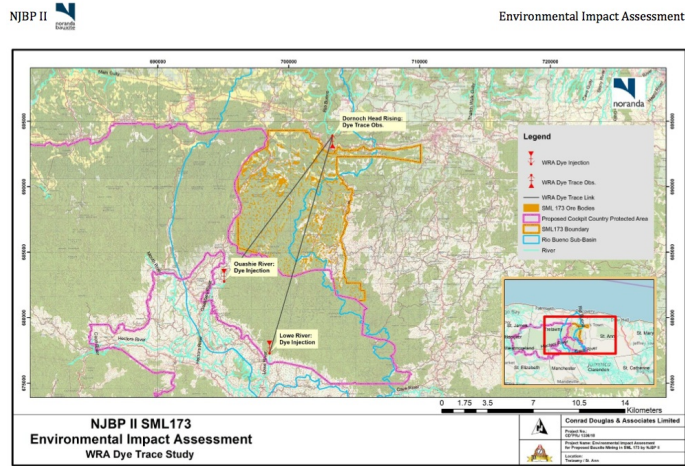 NJBP II
noranda
bauxite
Environmental Impact Assessment
690000
700000
710000
720000
noranda
Dornoch Head Rising:
Dye Trace Obs.
Legend
WRA Dye Injection
WRA Dye Trace Obs.
WRA Dye Trace Link
SML 173 Ore Bodies
Proposed Cockpit Country Protected Area
SML173 Boundary
Rio Bueno Sub-Basin
River
Quashie River:
Dye Injection
Lowe River:
Dye Injection
Hectors River
Cave River
St. James
Trelawny
St. Ann
St. Elizabeth
Manchester
Clarendon
St. Catherine
0 1.75 3.5 7 10.5 14
Kilometers
NJBP II SML173
Environmental Impact Assessment
WRA Dye Trace Study
Conrad Douglas & Associates Limited
Project No.:
Project Name: Environmental Impact Assessment
for Bauxite Mining in SML 173 by NJBP II
Location:
Trelawny / St. Ann